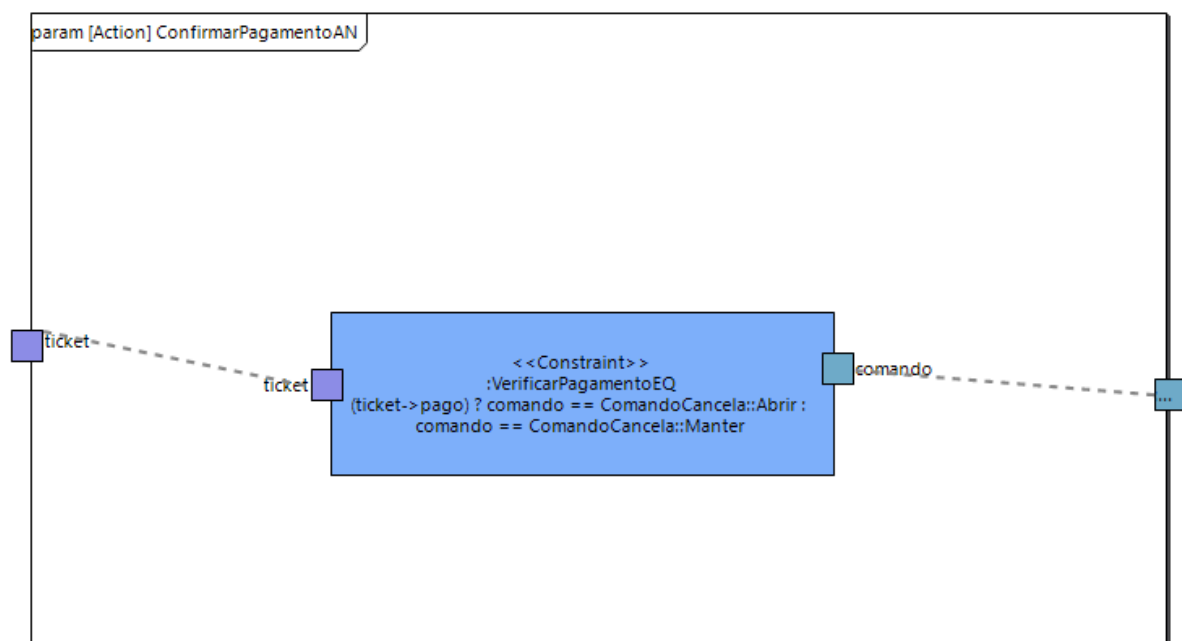 param [Action] ConfirmarPagamentoAN
ticket
ticket
<<Constraint>>
:VerificarPagamentoEQ
(ticket->pago) ? comando == ComandoCancela::Abrir :
comando == ComandoCancela::Manter
comando
...